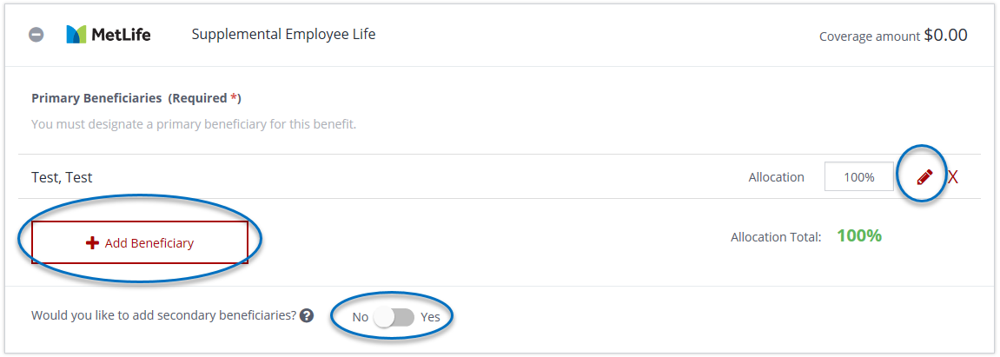 MetLife Supplemental Employee Life Coverage amount $0.00
Primary Beneficiaries (Required *)
You must designate a primary beneficiary for this benefit.
Test, Test Allocation 100% X
Add Beneficiary Allocation Total: 100%
Would you like to add secondary beneficiaries? ? No Yes